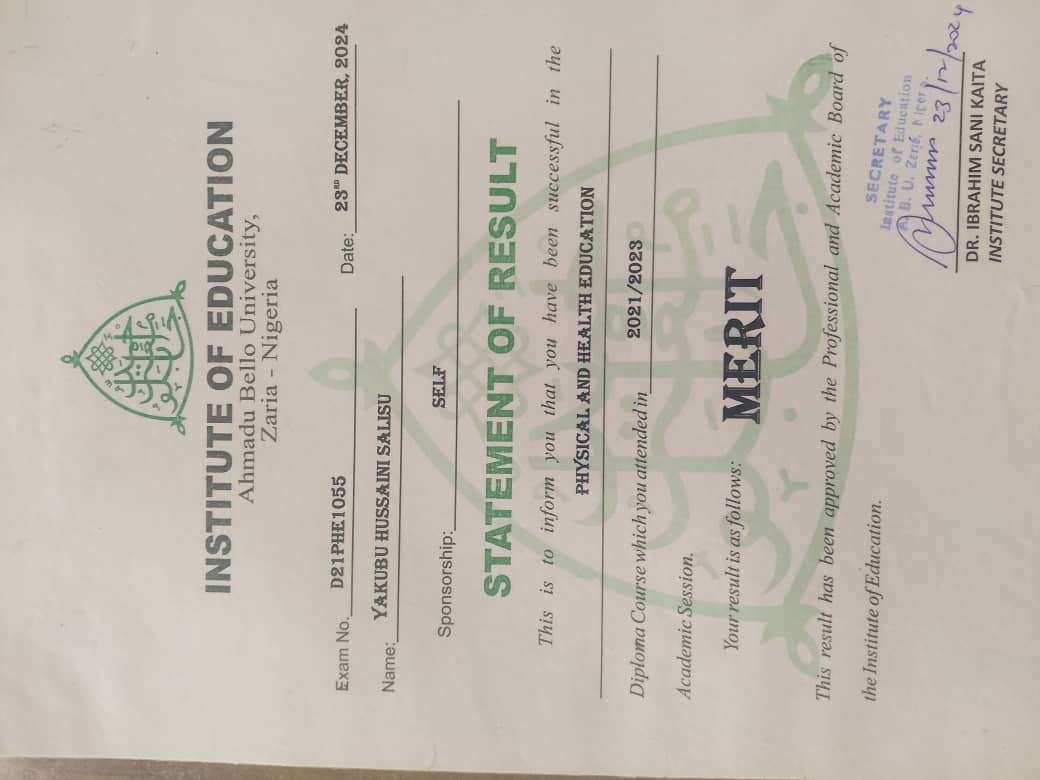 INSTITUTE OF EDUCATION
Ahmadu Bello University,
Zaria - Nigeria
Exam No. D21PHE1055 Date: 23RD DECEMBER, 2024
Name: YAKUBU HUSSAINI SALISU
Sponsorship: SELF
STATEMENT OF RESULT
This is to inform you that you have been successful in the
PHYSICAL AND HEALTH EDUCATION
Diploma Course which you attended in 2021/2023
Academic Session.
Your result is as follows: MERIT
This result has been approved by the Professional and Academic Board of
the Institute of Education.
SECRETARY
Institute of Education
A. B. U. Zaria, Nigeria.
23/12/2024
DR. IBRAHIM SANI KAITA
INSTITUTE SECRETARY